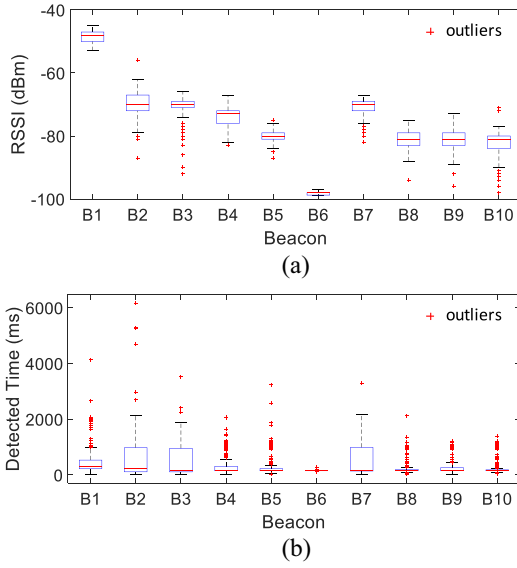 -40
-60
-80
-100
RSSI (dBm)
+ outliers
B1 B2 B3 B4 B5 B6 B7 B8 B9 B10
Beacon
(a)
6000
4000
2000
0
Detected Time (ms)
+ outliers
B1 B2 B3 B4 B5 B6 B7 B8 B9 B10
Beacon
(b)